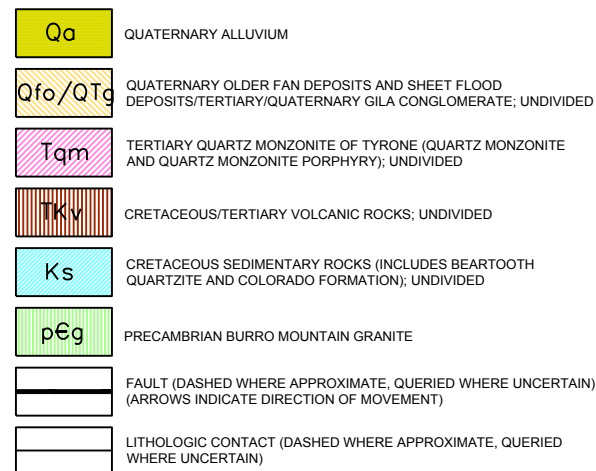 Qa
QUATERNARY ALLUVIUM
Qfo/QTg
QUATERNARY OLDER FAN DEPOSITS AND SHEET FLOOD
DEPOSITS/TERTIARY/QUATERNARY GILA CONGLOMERATE; UNDIVIDED
Tqm
TERTIARY QUARTZ MONZONITE OF TYRONE (QUARTZ MONZONITE
AND QUARTZ MONZONITE PORPHYRY); UNDIVIDED
TKv
CRETACEOUS/TERTIARY VOLCANIC ROCKS; UNDIVIDED
Ks
CRETACEOUS SEDIMENTARY ROCKS (INCLUDES BEARTOOTH
QUARTZITE AND COLORADO FORMATION); UNDIVIDED
p€g
PRECAMBRIAN BURRO MOUNTAIN GRANITE
FAULT (DASHED WHERE APPROXIMATE, QUERIED WHERE UNCERTAIN)
(ARROWS INDICATE DIRECTION OF MOVEMENT)
LITHOLOGIC CONTACT (DASHED WHERE APPROXIMATE, QUERIED
WHERE UNCERTAIN)